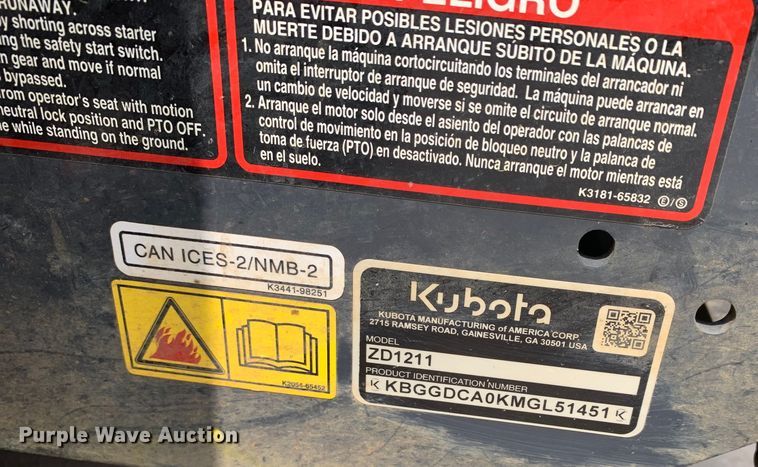 RUNAWAY.
by shorting across starter
ng the safety start switch.
n gear and move if normal
bypassed.
from operator's seat with motion
neutral lock position and PTO OFF.
e while standing on the ground.
PELIGRO
PARA EVITAR POSIBLES LESIONES PERSONALES O LA
MUERTE DEBIDO A ARRANQUE SÚBITO DE LA MÁQUINA.
1. No arranque la máquina cortocircuitando los terminales del arrancador ni
omita el interruptor de arranque de seguridad. La máquina puede arrancar en
un cambio de velocidad y moverse si se omite el circuito de arranque normal.
2. Arranque el motor solo desde el asiento del operador con las palancas de
control de movimiento en la posición de bloqueo neutro y la palanca de
toma de fuerza (PTO) en desactivado. Nunca arranque el motor mientras está
en el suelo.
K3181-65832 E/S
CAN ICES-2/NMB-2
K3441-98251
K2055-65452
Kubota
KUBOTA MANUFACTURING of AMERICA CORP.
2715 RAMSEY ROAD, GAINESVILLE, GA 30501 USA
MODEL
ZD1211
PRODUCT IDENTIFICATION NUMBER
KBGGDCA0KMGL51451
Purple Wave Auction